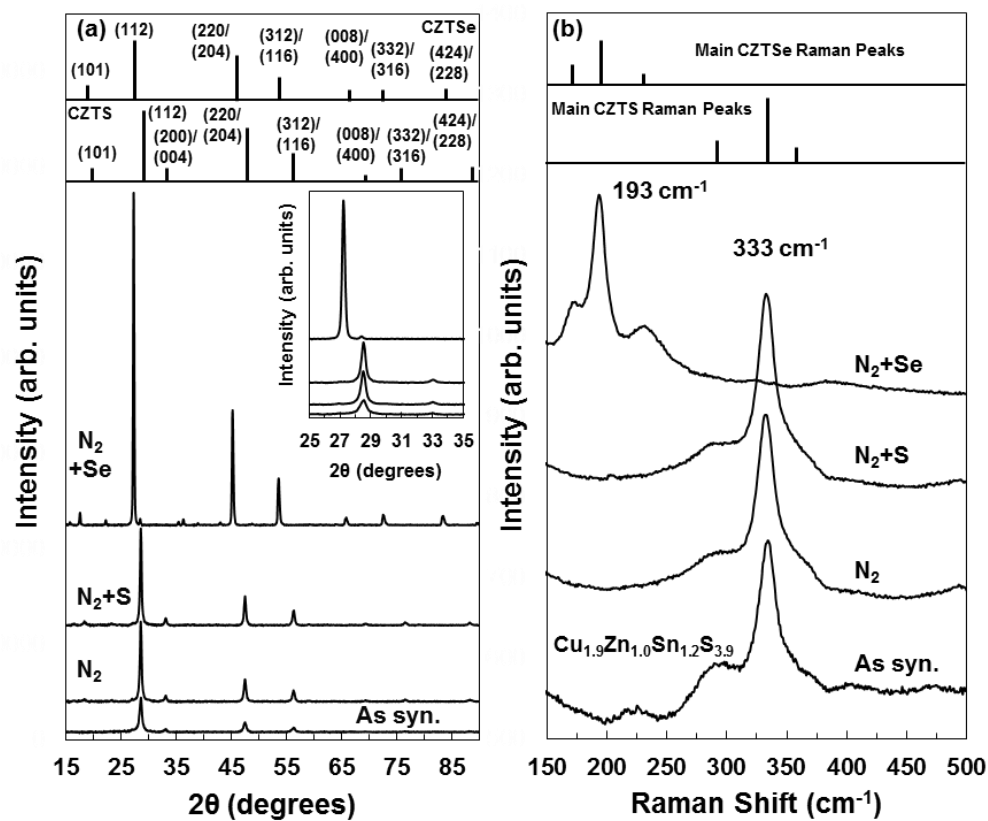 (a)
(112)
(220/
204)
(312)/
(116)
(008)/
(400)
(332)/
(316)
CZTSe
(424)/
(228)
(101)
CZTS
(112)
(200)/
(004)
(220/
204)
(312)/
(116)
(008)/
(400)
(332)/
(316)
(424)/
(228)
(101)
Intensity (arb. units)
25 27 29 31 33 35
2θ (degrees)
N₂
+Se
N₂+S
N₂
As syn.
Intensity (arb. units)
15 25 35 45 55 65 75 85
2θ (degrees)
(b)
Main CZTSe Raman Peaks
Main CZTS Raman Peaks
193 cm⁻¹
333 cm⁻¹
N₂+Se
N₂+S
N₂
Cu₁.₉Zn₁.₀Sn₁.₂S₃.₉
As syn.
Intensity (arb. units)
150 200 250 300 350 400 450 500
Raman Shift (cm⁻¹)